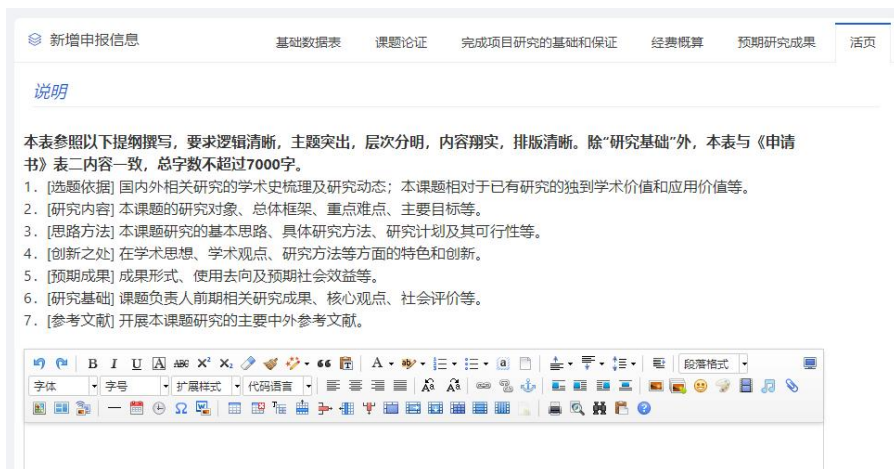 新增申报信息 基础数据表 课题论证 完成项目研究的基础和保证 经费概算 预期研究成果 活页
说明
本表参照以下提纲撰写，要求逻辑清晰，主题突出，层次分明，内容翔实，排版清晰。除“研究基础”外，本表与《申请
书》表二内容一致，总字数不超过7000字。
1. [选题依据] 国内外相关研究的学术史梳理及研究动态；本课题相对于已有研究的独到学术价值和应用价值等。
2. [研究内容] 本课题的研究对象、总体框架、重点难点、主要目标等。
3. [思路方法] 本课题研究的基本思路、具体研究方法、研究计划及其可行性等。
4. [创新之处] 在学术思想、学术观点、研究方法等方面的特色和创新。
5. [预期成果] 成果形式、使用去向及预期社会效益等。
6. [研究基础] 课题负责人前期相关研究成果、核心观点、社会评价等。
7. [参考文献] 开展本课题研究的主要中外参考文献。
B I U A ABC X² X₂ A ab a 段落格式
字体 字号 扩展样式 代码语言